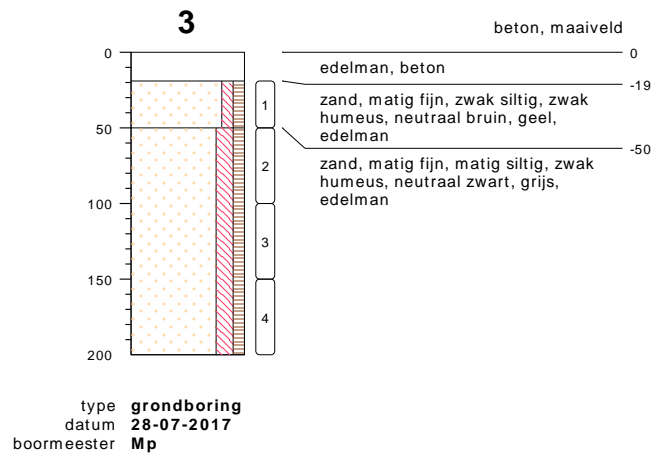 3
beton, maaiveld
0
0
edelman, beton
-19
zand, matig fijn, zwak siltig, zwak
humeus, neutraal bruin, geel,
edelman
1
50
-50
zand, matig fijn, matig siltig, zwak
humeus, neutraal zwart, grijs,
edelman
2
100
3
150
4
200
type grondboring
datum 28-07-2017
boormeester Mp